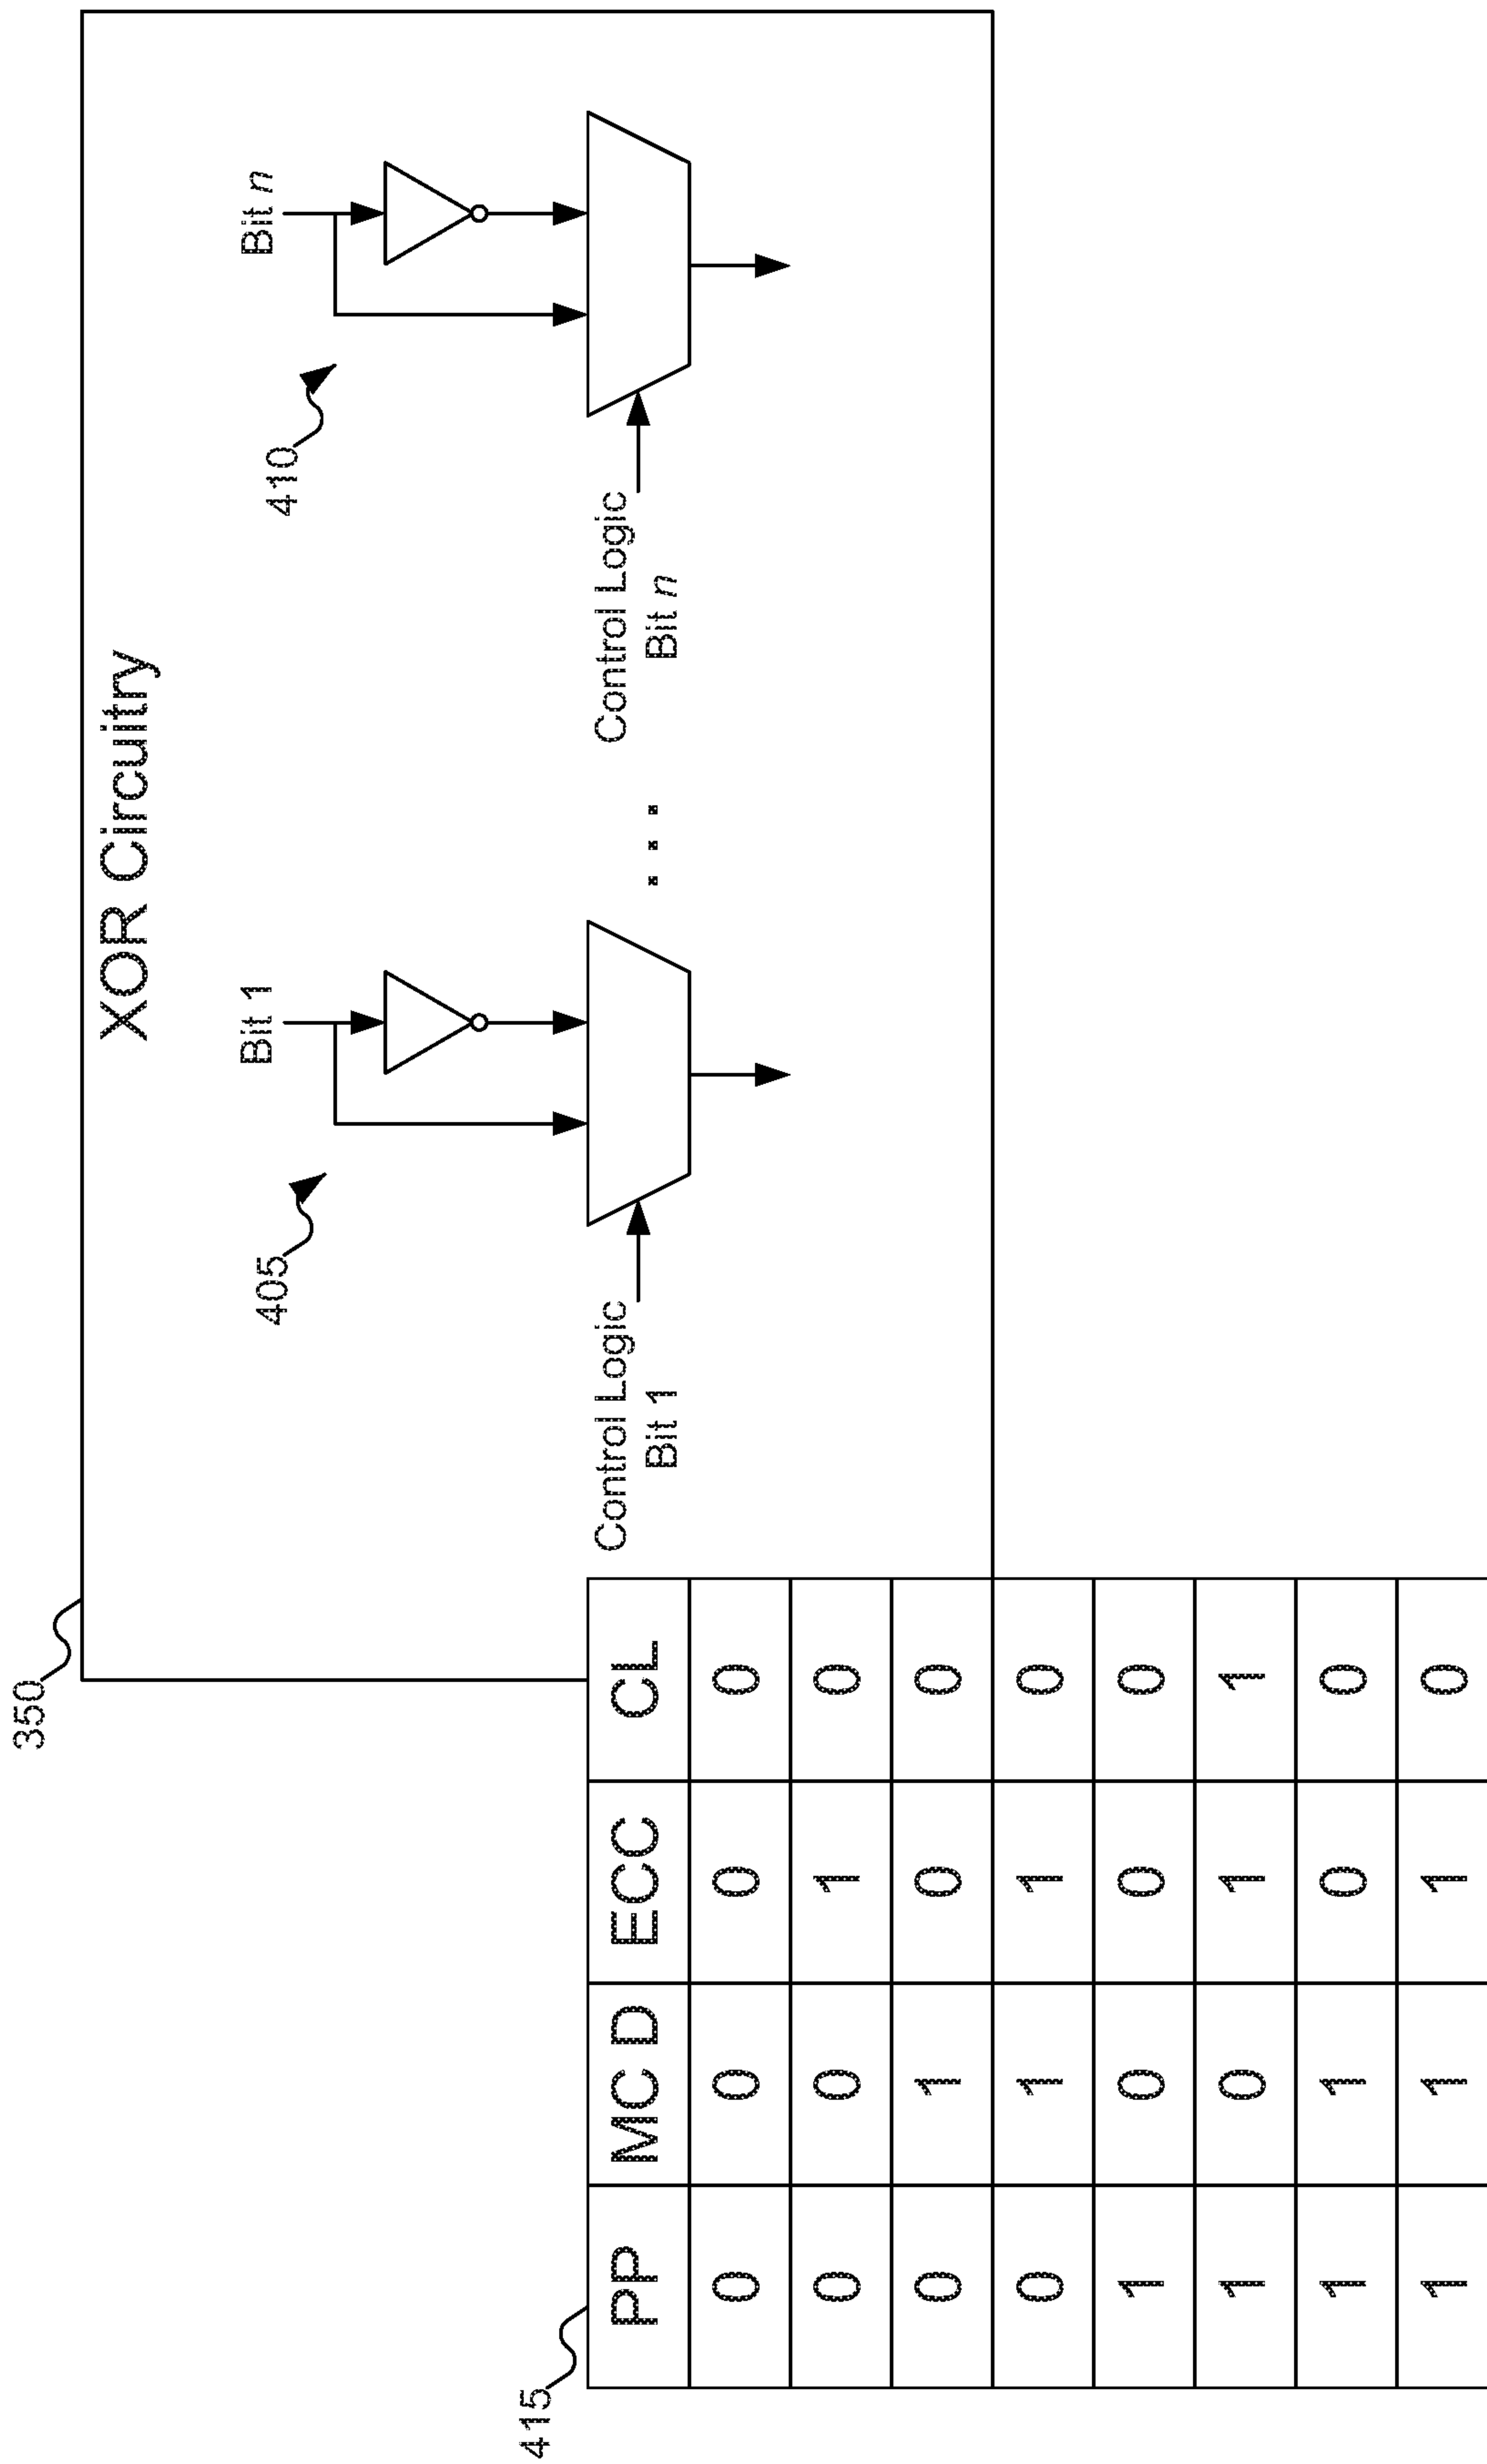 350
XOR Circuitry
405
Bit 1
410
Bit n
Control Logic
Bit 1
. . .
Control Logic
Bit n
415
PP MC D ECC CL
0 0 0 0
0 0 1 0
0 1 0 0
0 1 1 0
1 0 0 0
1 0 1 1
1 1 0 0
1 1 1 0